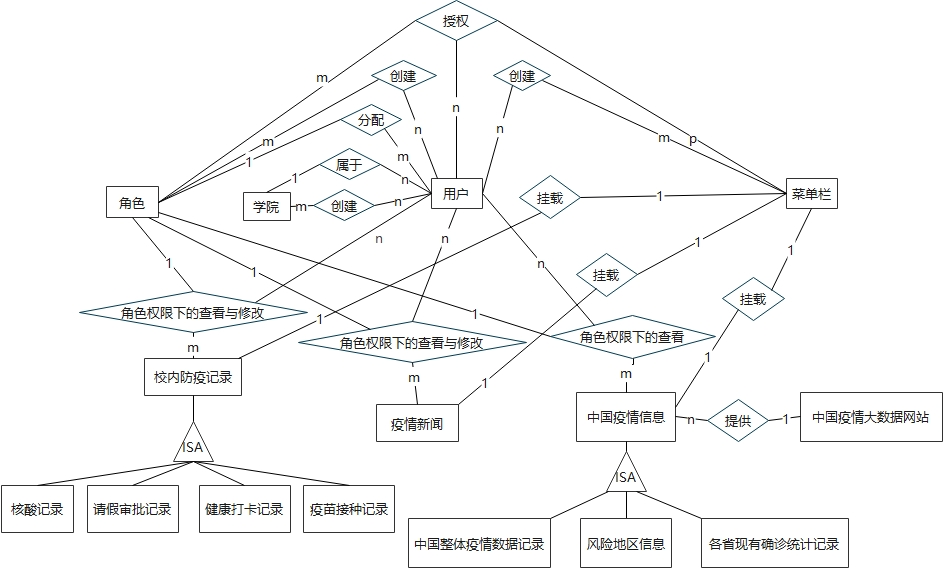 授权
m
创建
创建
n
分配
n
n
m
m
p
1
m
属于
1
n
角色
学院
m
创建
n
用户
挂载
1
菜单栏
n
n
1
1
n
挂载
1
1
挂载
角色权限下的查看与修改
1
1
角色权限下的查看与修改
角色权限下的查看
m
1
校内防疫记录
m
1
m
疫情新闻
中国疫情信息
n
提供
1
中国疫情大数据网站
ISA
ISA
核酸记录
请假审批记录
健康打卡记录
疫苗接种记录
中国整体疫情数据记录
风险地区信息
各省现有确诊统计记录